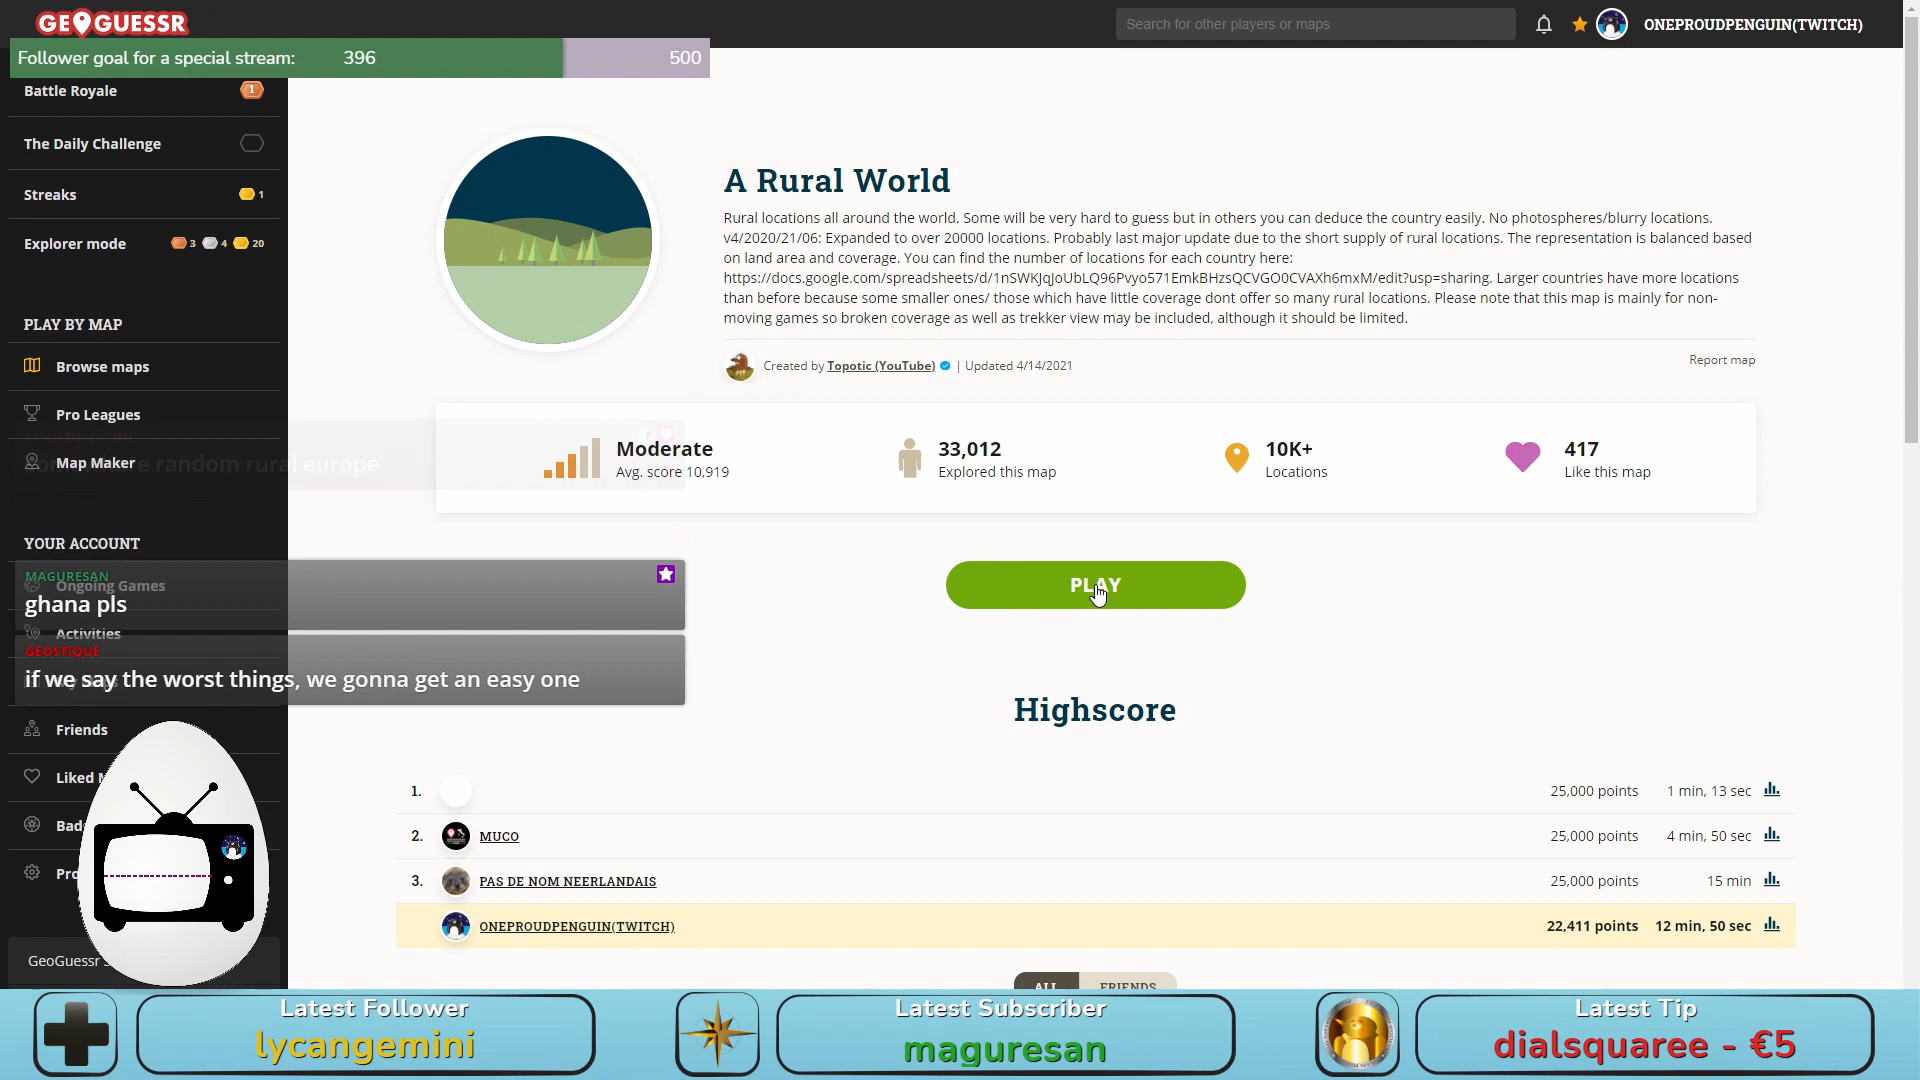 GEOGUESSR
Search for other players or maps
ONEPROUDPENGUIN(TWITCH)
Follower goal for a special stream: 396 500
Battle Royale 1
The Daily Challenge
Streaks 1
Explorer mode 3 4 20
PLAY BY MAP
Browse maps
Pro Leagues
Map Maker
random rural europe
YOUR ACCOUNT
Ongoing Games
MAGURESAN
ghana pls
Activities
GEOSTIQUE
if we say the worst things, we gonna get an easy one
Friends
Liked
GeoGuessr
A Rural World
Rural locations all around the world. Some will be very hard to guess but in others you can deduce the country easily. No photospheres/blurry locations.
v4/2020/21/06: Expanded to over 20000 locations. Probably last major update due to the short supply of rural locations. The representation is balanced based
on land area and coverage. You can find the number of locations for each country here:
https://docs.google.com/spreadsheets/d/1nSWKJqJoUbLQ96Pvyo571EmkBHzsQCVGO0CVAXh6mxM/edit?usp=sharing. Larger countries have more locations
than before because some smaller ones/ those which have little coverage dont offer so many rural locations. Please note that this map is mainly for non-
moving games so broken coverage as well as trekker view may be included, although it should be limited.
Created by Topotic (YouTube) | Updated 4/14/2021
Report map
Moderate
Avg. score 10,919
33,012
Explored this map
10K+
Locations
417
Like this map
PLAY
Highscore
1. 25,000 points 1 min, 13 sec
2. MUCO 25,000 points 4 min, 50 sec
3. PAS DE NOM NEERLANDAIS 25,000 points 15 min
ONEPROUDPENGUIN(TWITCH) 22,411 points 12 min, 50 sec
ALL FRIENDS
Latest Follower
lycangemini
Latest Subscriber
maguresan
Latest Tip
dialsquaree - €5